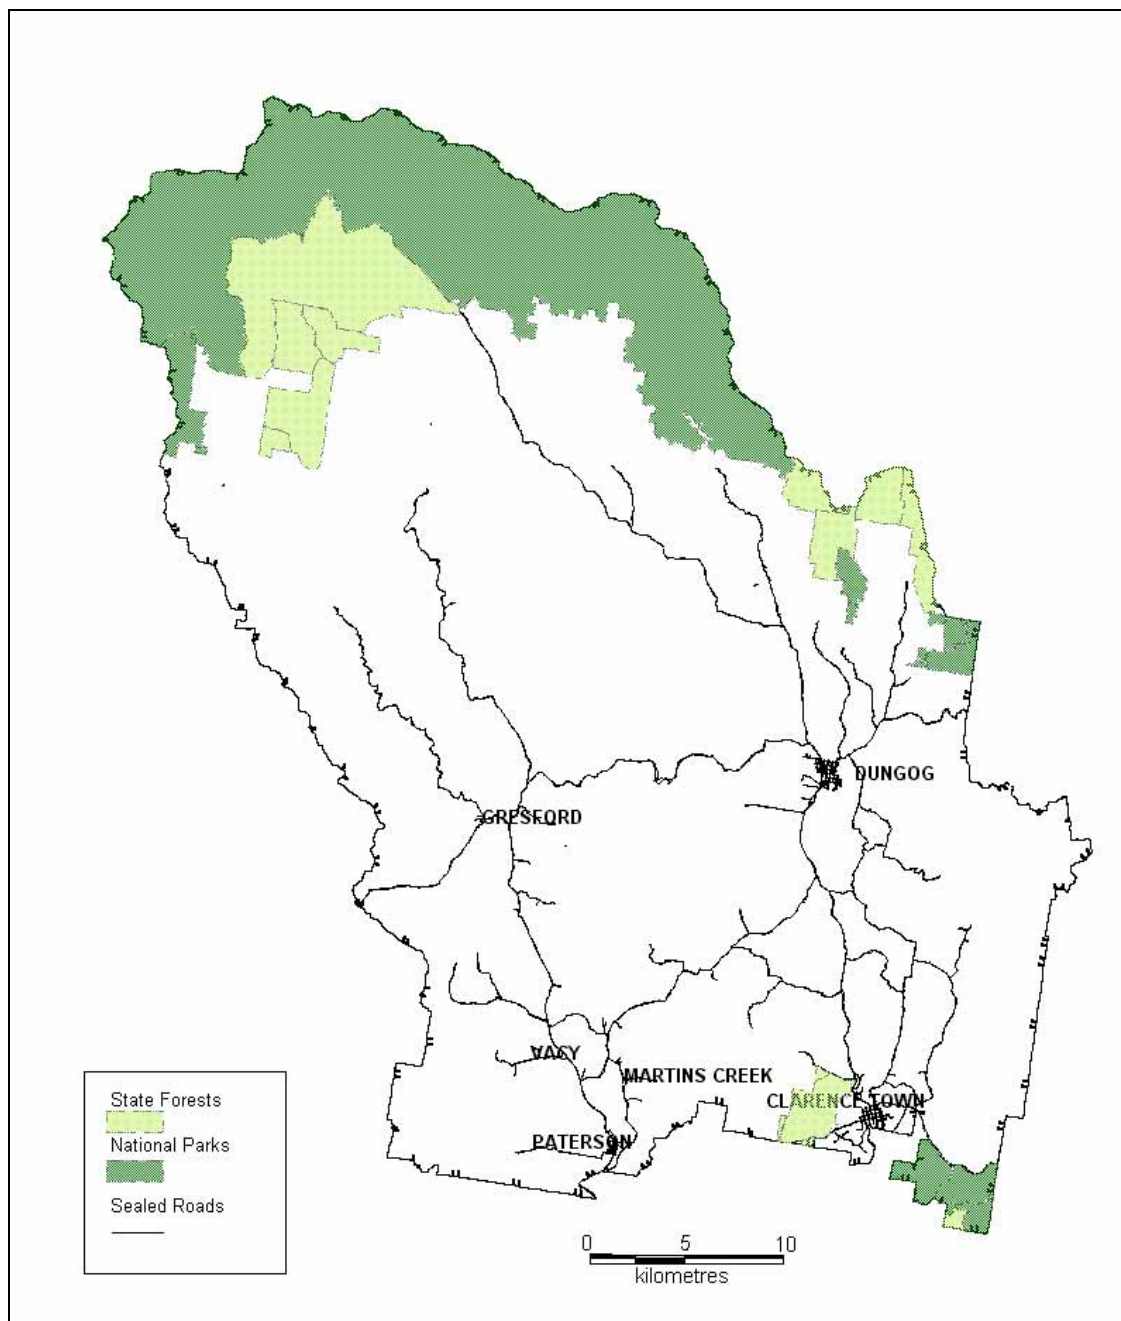 DUNGOG
GRESFORD
VACY
MARTINS CREEK
CLARENCE TOWN
PATERSON
State Forests
National Parks
Sealed Roads
0 5 10
kilometres